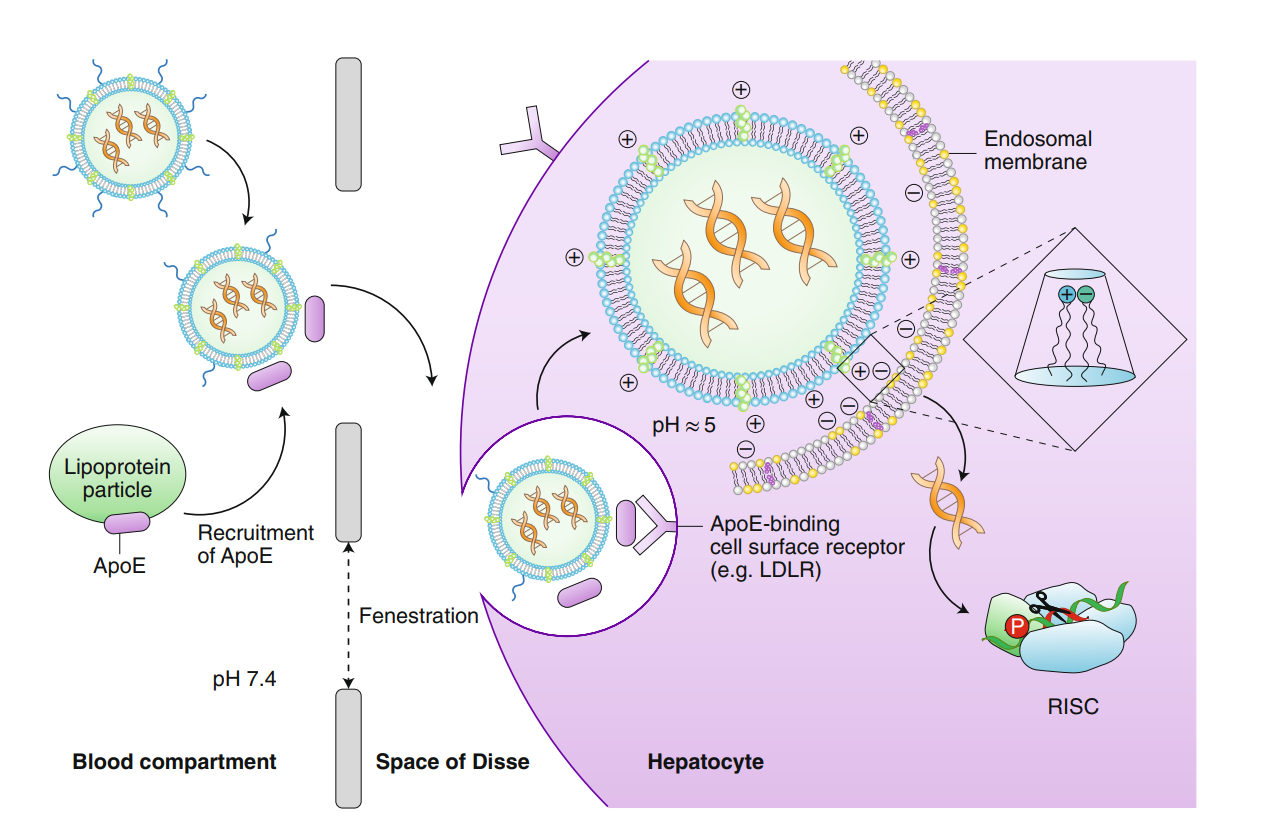 Endosomal
membrane
Lipoprotein
particle
ApoE
Recruitment
of ApoE
pH ≈ 5
ApoE-binding
cell surface receptor
(e.g. LDLR)
Fenestration
pH 7.4
P
RISC
Blood compartment
Space of Disse
Hepatocyte
+
+
+
+
+
+
+
+
+
+
−
−
−
−
−
−
−